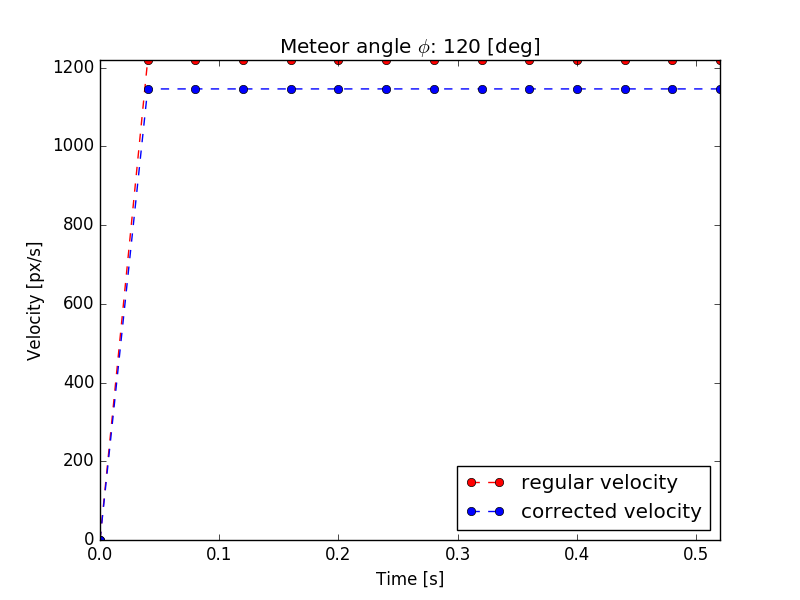 Meteor angle ϕ: 120 [deg]
1200
1000
800
600
400
200
0
Velocity [px/s]
regular velocity
corrected velocity
0.0 0.1 0.2 0.3 0.4 0.5
Time [s]